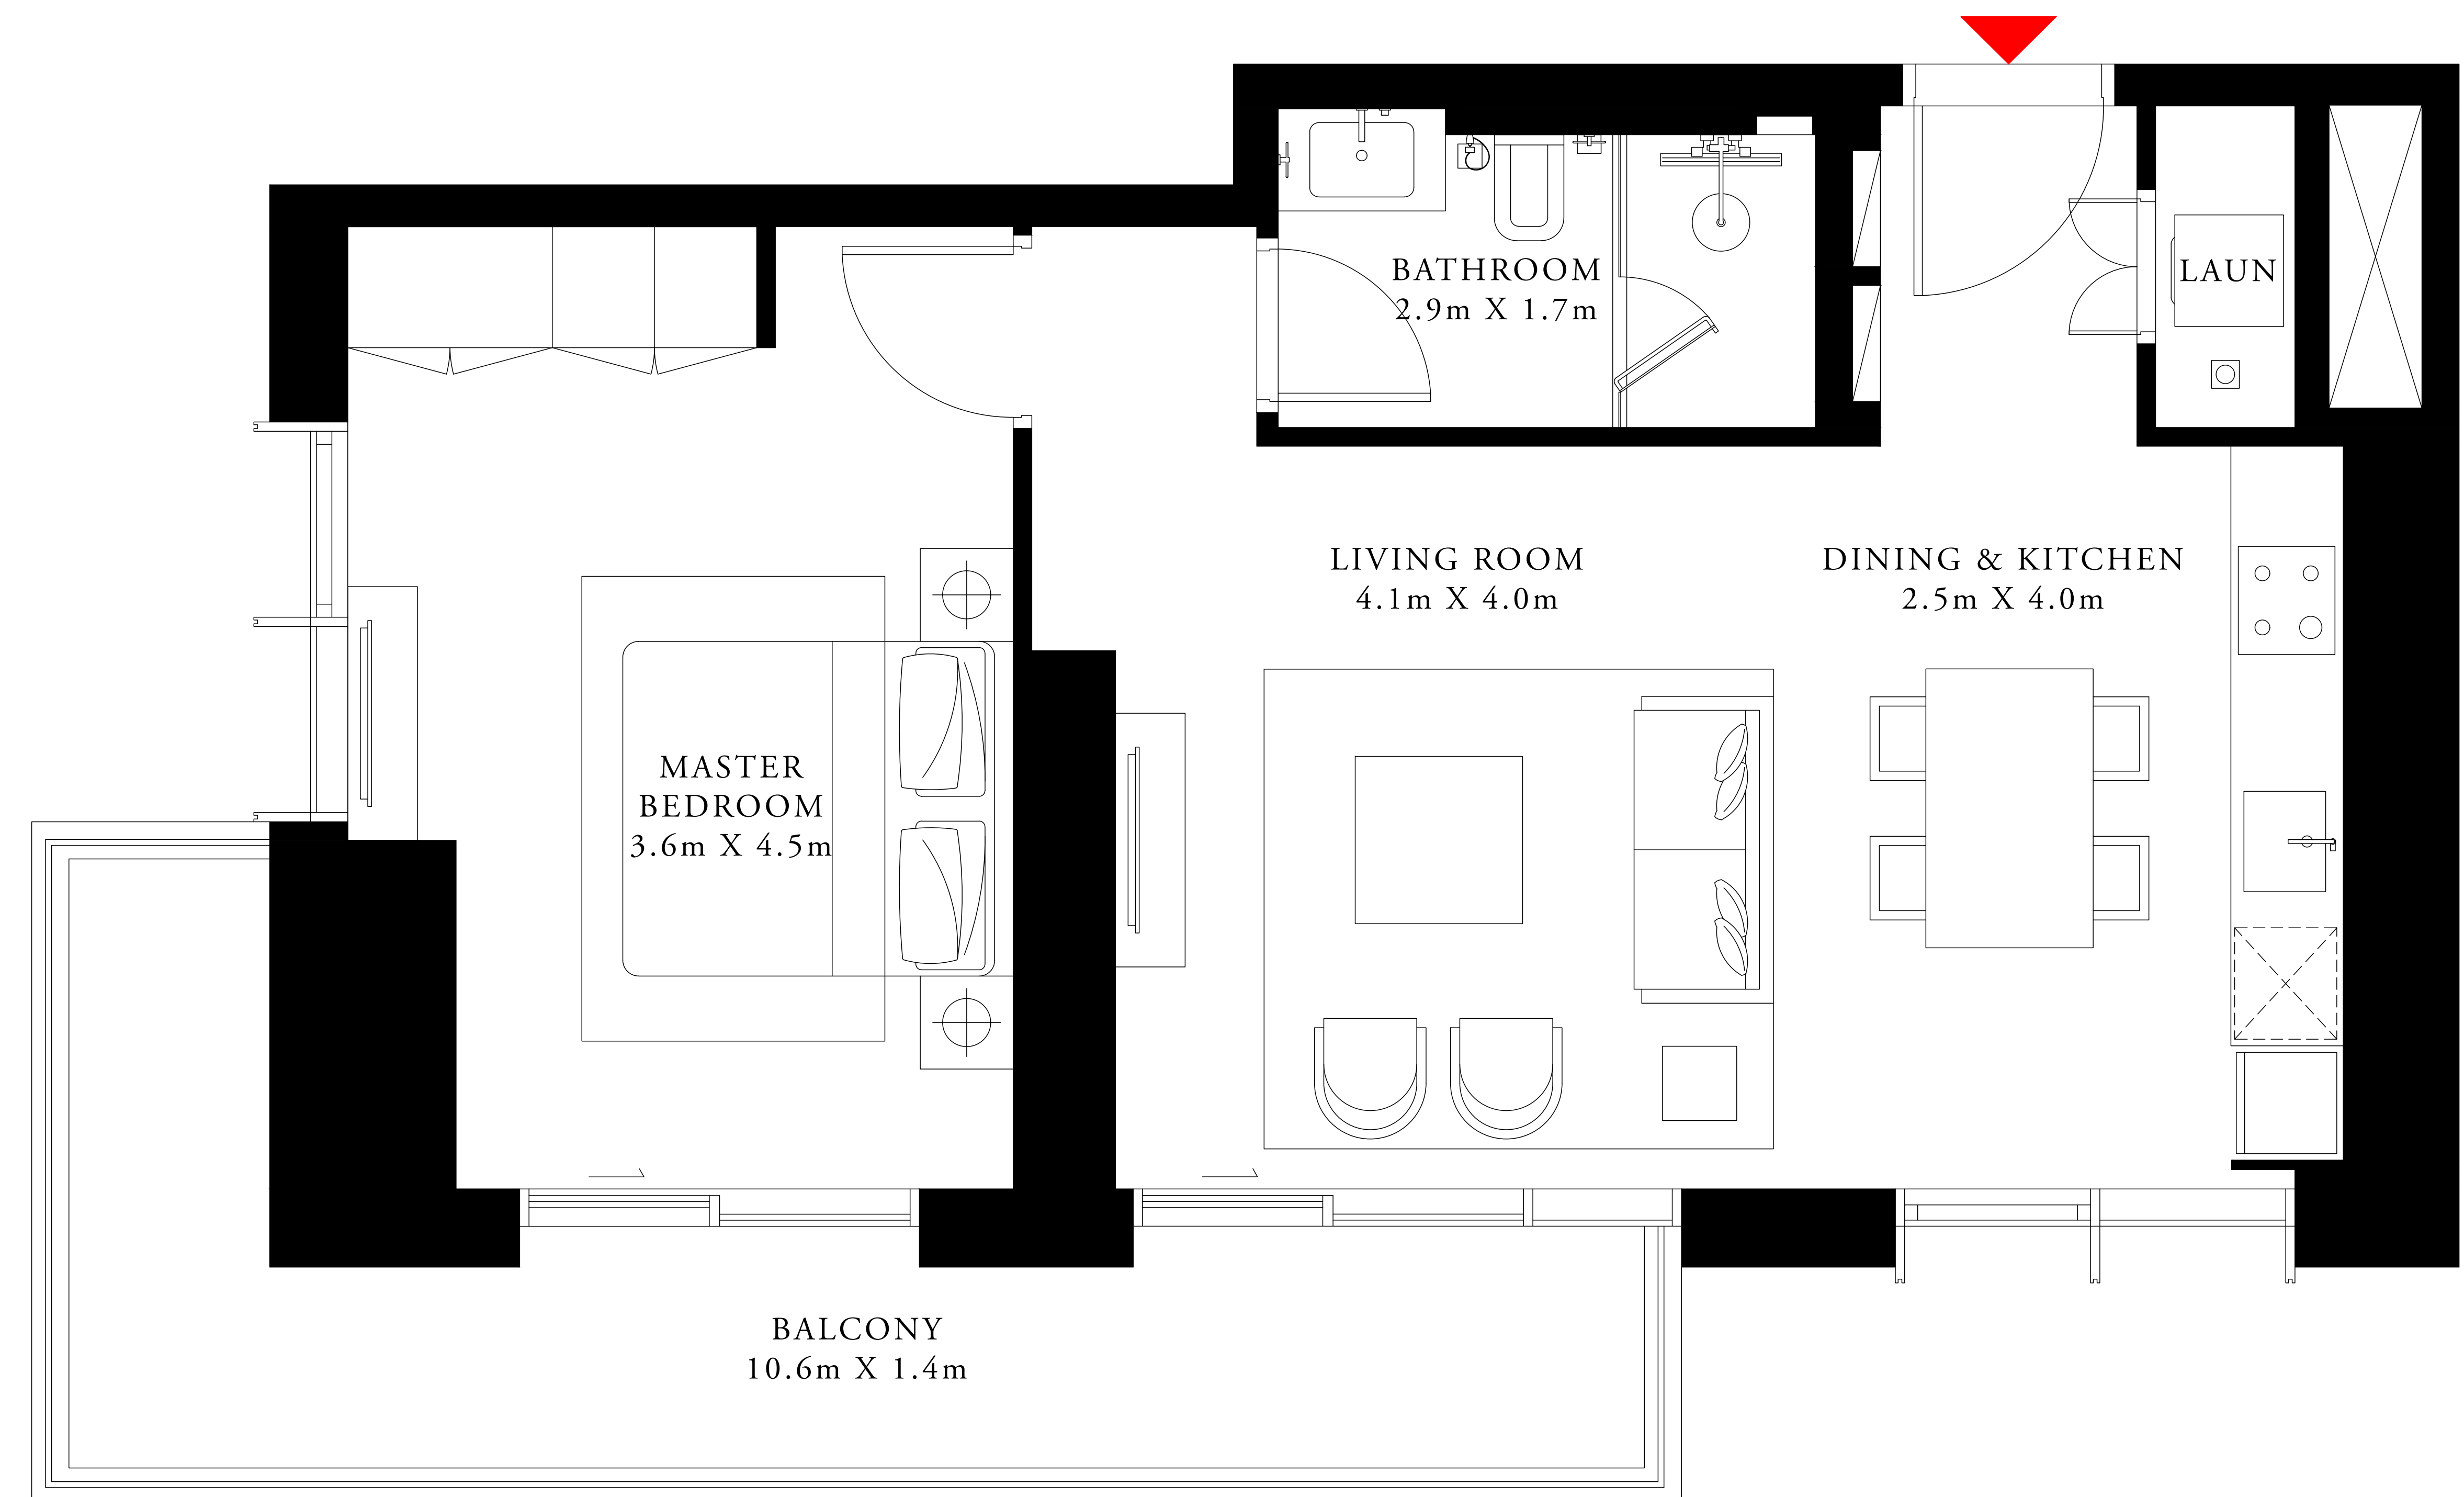 BATHROOM
2.9m X 1.7m
LAUN
LIVING ROOM
4.1m X 4.0m
DINING & KITCHEN
2.5m X 4.0m
MASTER
BEDROOM
3.6m X 4.5m
BALCONY
10.6m X 1.4m